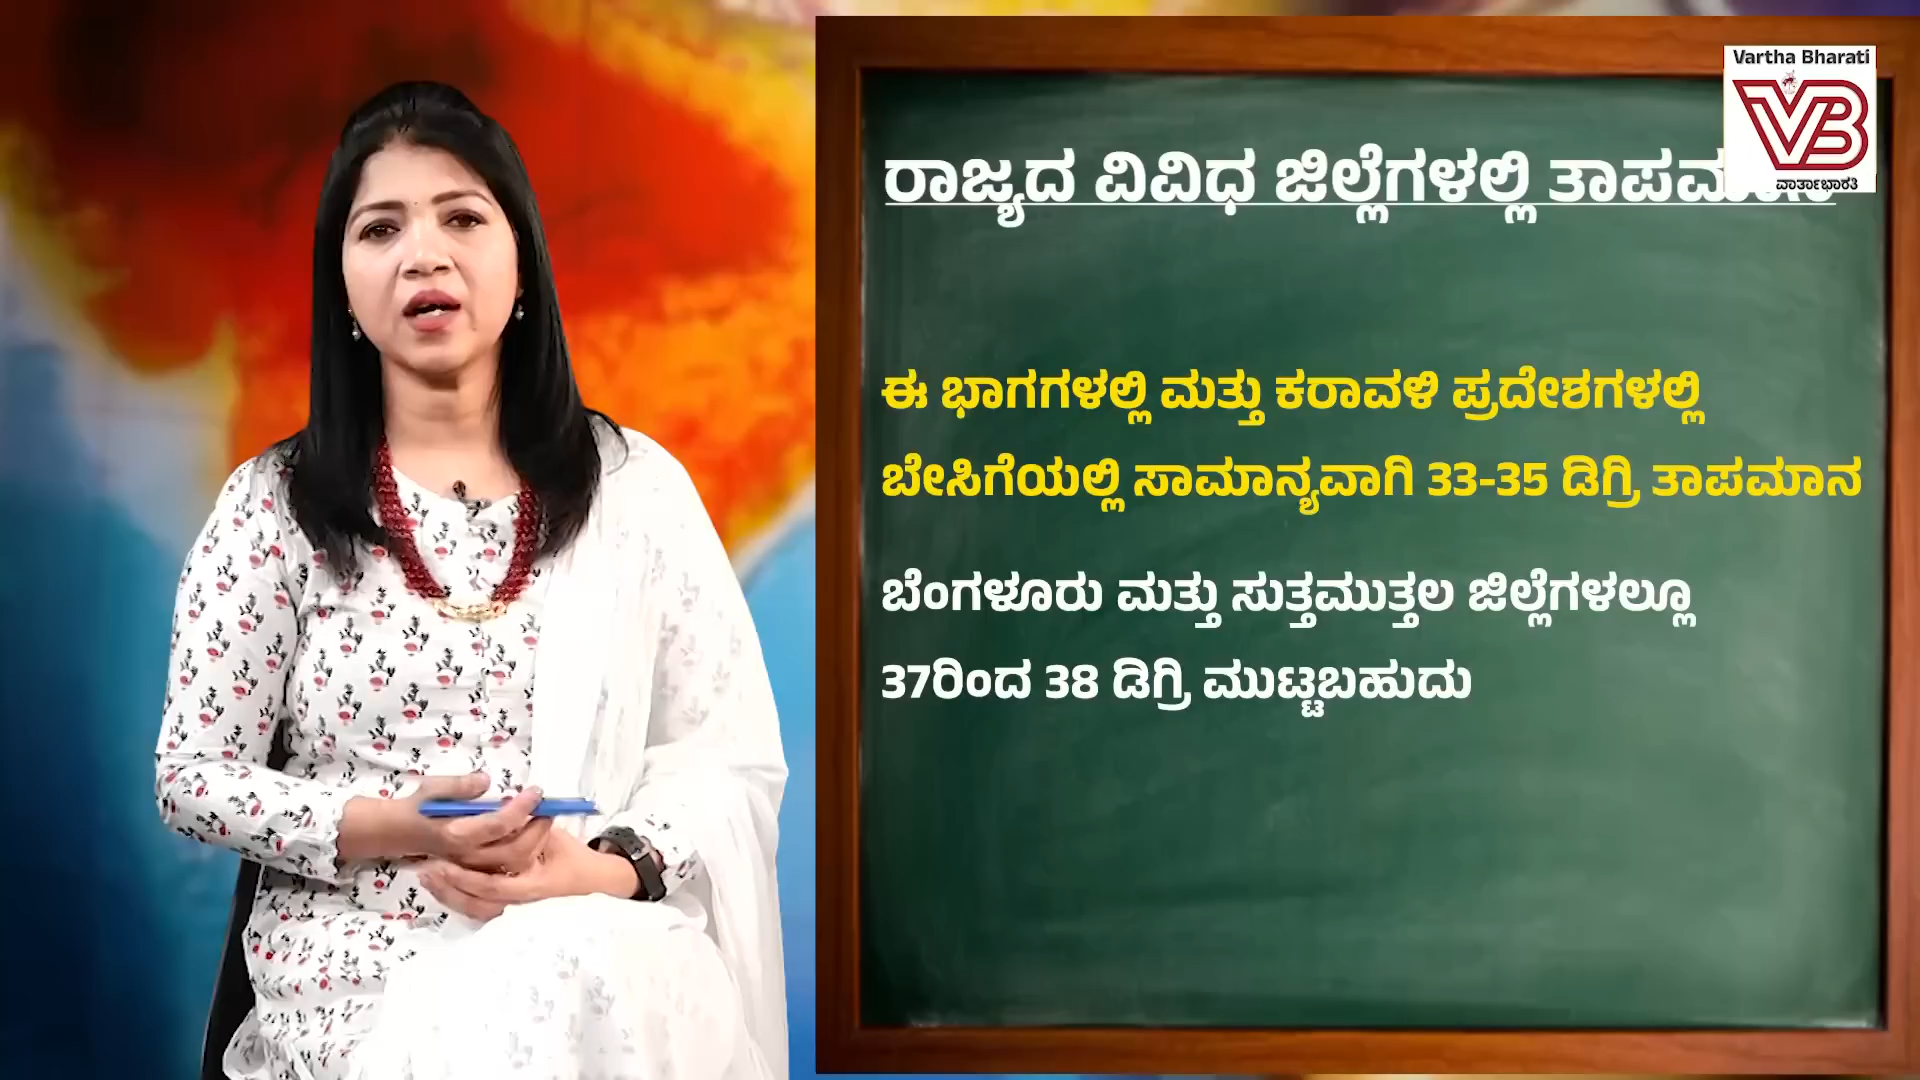 Vartha Bharati
VB
ವಾರ್ತಾಭಾರತಿ
ರಾಜ್ಯದ ವಿವಿಧ ಜಿಲ್ಲೆಗಳಲ್ಲಿ
ಈ ಭಾಗಗಳಲ್ಲಿ ಮತ್ತು ಕರಾವಳಿ ಪ್ರದೇಶಗಳಲ್ಲಿ
ಬೇಸಿಗೆಯಲ್ಲಿ ಸಾಮಾನ್ಯವಾಗಿ 33-35 ಡಿಗ್ರಿ ತಾಪಮಾನ
ಬೆಂಗಳೂರು ಮತ್ತು ಸುತ್ತಮುತ್ತಲ ಜಿಲ್ಲೆಗಳಲ್ಲೂ
37ರಿಂದ 38 ಡಿಗ್ರಿ ಮುಟ್ಟಬಹುದು